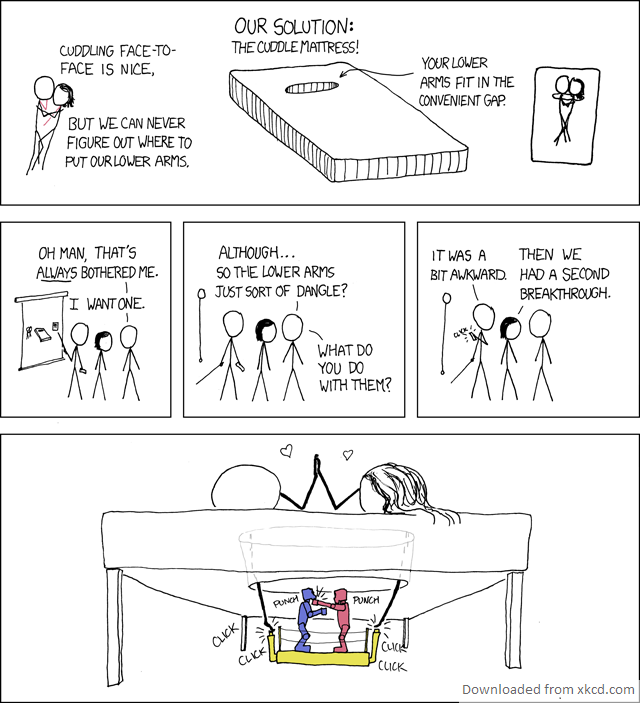 CUDDLING FACE-TO-
FACE IS NICE,
BUT WE CAN NEVER
FIGURE OUT WHERE TO
PUT OUR LOWER ARMS.
OUR SOLUTION:
THE CUDDLE MATTRESS!
YOUR LOWER
ARMS FIT IN THE
CONVENIENT GAP.
OH MAN, THAT'S
ALWAYS BOTHERED ME.
I WANT ONE.
ALTHOUGH...
SO THE LOWER ARMS
JUST SORT OF DANGLE?
WHAT DO
YOU DO
WITH THEM?
IT WAS A
BIT AWKWARD.
CLICK
THEN WE
HAD A SECOND
BREAKTHROUGH.
PUNCH
PUNCH
CLICK
CLICK
CLICK
CLICK
Downloaded from xkcd.com